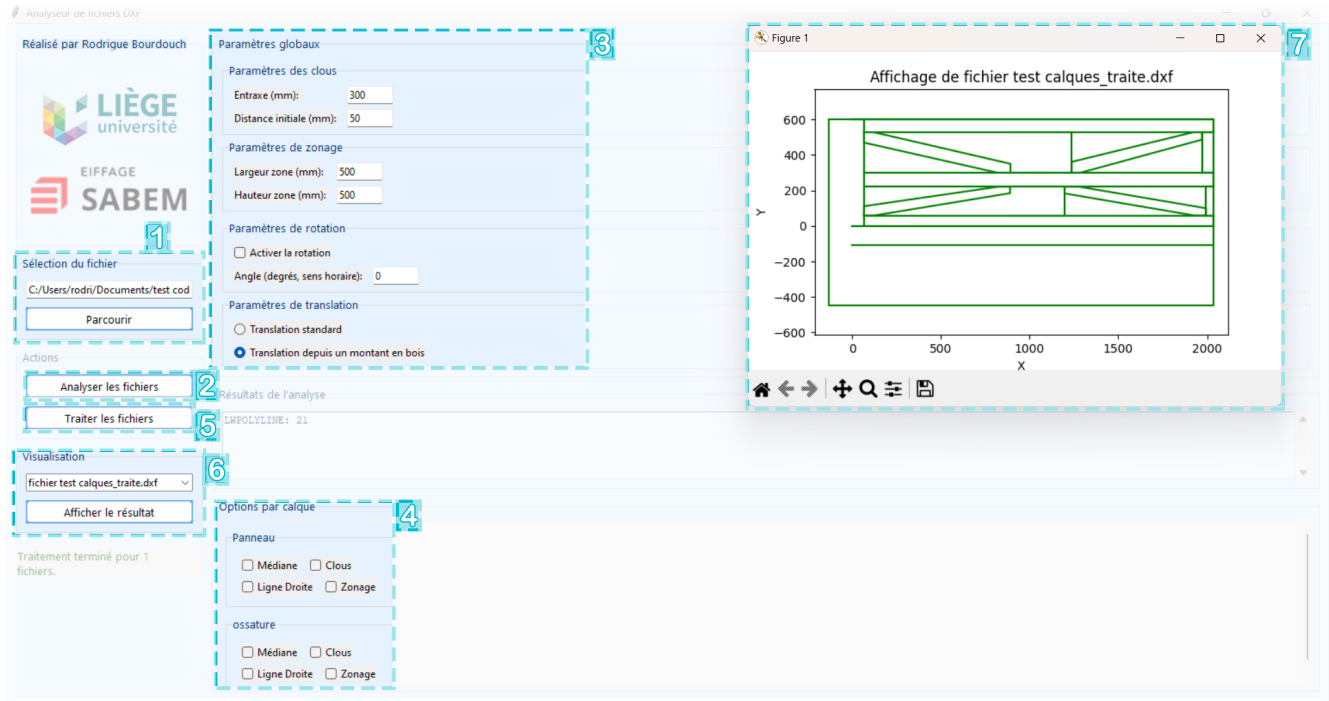 Analyseur de fichiers DXF
Réalisé par Rodrigue Bourdouch
LIÈGE
université
EIFFAGE
SABEM
1
Sélection du fichier
C:/Users/rodri/Documents/test cod
Parcourir
Actions
Analyser les fichiers
2
Traiter les fichiers
5
Visualisation
6
fichier test calques_traite.dxf
Afficher le résultat
Traitement terminé pour 1
fichiers.
3
Paramètres globaux
Paramètres des clous
Entraxe (mm): 300
Distance initiale (mm): 50
Paramètres de zonage
Largeur zone (mm): 500
Hauteur zone (mm): 500
Paramètres de rotation
Activer la rotation
Angle (degrés, sens horaire): 0
Paramètres de translation
Translation standard
Translation depuis un montant en bois
Résultats de l'analyse
LWPOLYLINE: 21
4
Options par calque
Panneau
Médiane Clous
Ligne Droite Zonage
ossature
Médiane Clous
Ligne Droite Zonage
7
Figure 1
Affichage de fichier test calques_traite.dxf
600
400
200
0
−200
−400
−600
Y
0 500 1000 1500 2000
X